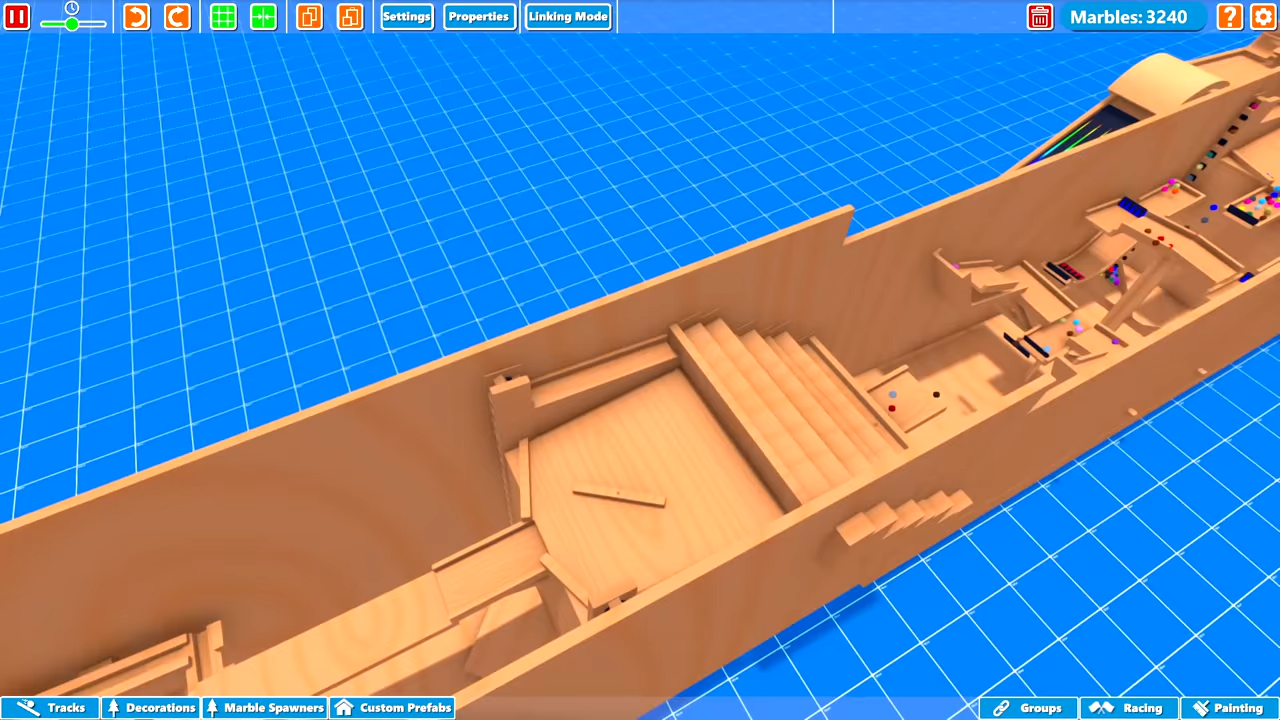 Settings
Properties
Linking Mode
Marbles: 3240
?
Tracks
Decorations
Marble Spawners
Custom Prefabs
Groups
Racing
Painting